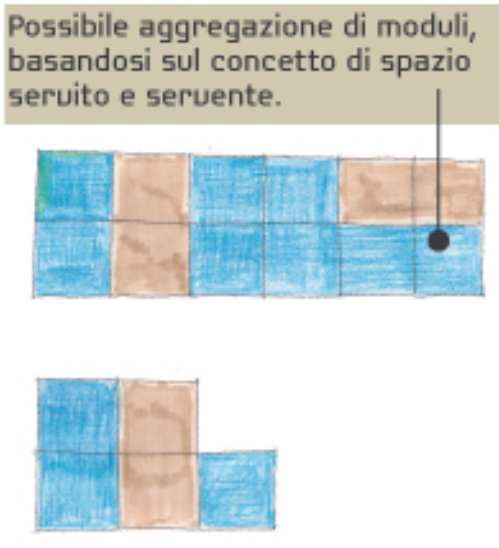 Possibile aggregazione di moduli,
basandosi sul concetto di spazio
servito e servente.